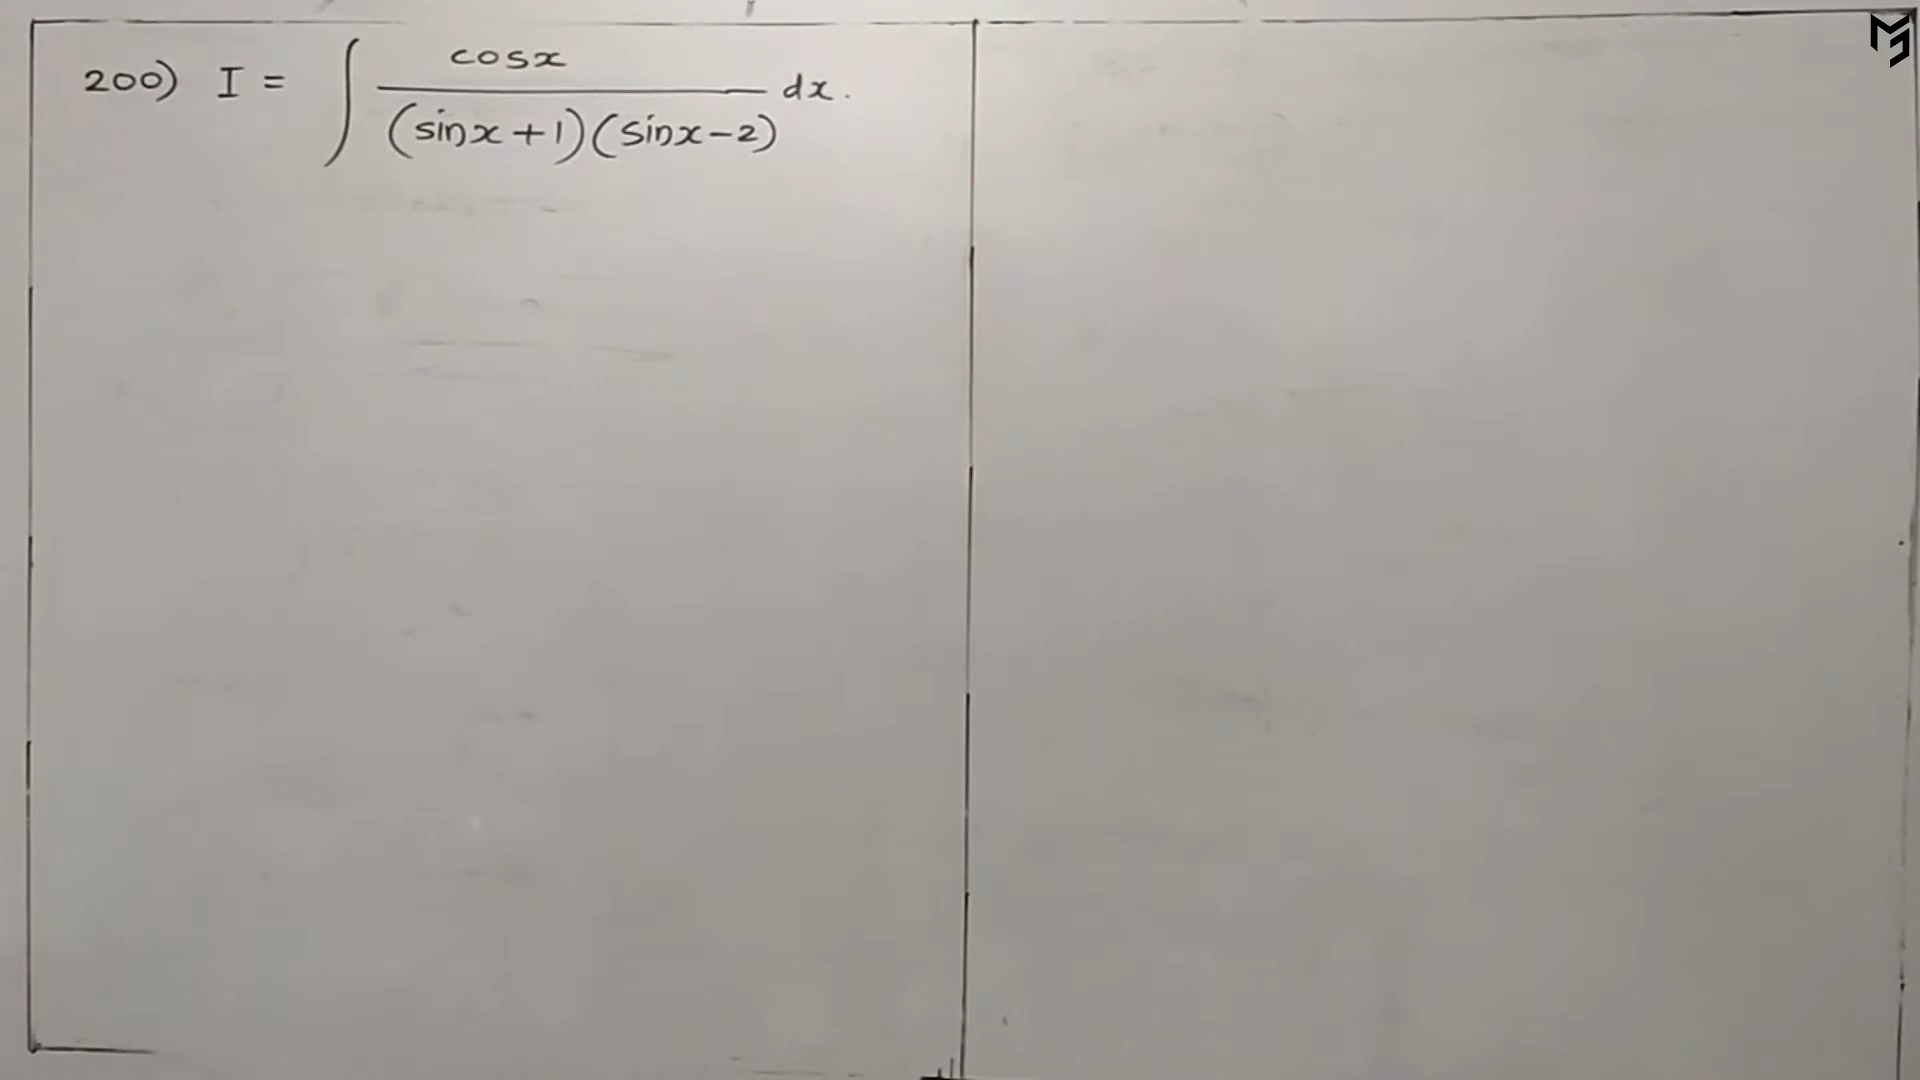 200) I = ∫ cosx / (sinx+1)(sinx-2) dx.